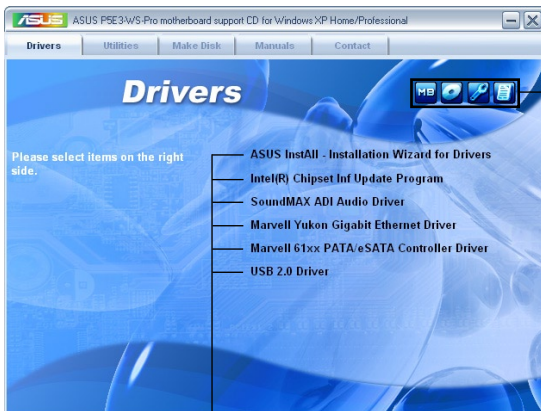 ASUS ASUS P5E3-WS-Pro motherboard support CD for Windows XP Home/Professional
Drivers Utilities Make Disk Manuals Contact
Drivers
MB
Please select items on the right
side.
ASUS InstAll - Installation Wizard for Drivers
Intel(R) Chipset Inf Update Program
SoundMAX ADI Audio Driver
Marvell Yukon Gigabit Ethernet Driver
Marvell 61xx PATA/eSATA Controller Driver
USB 2.0 Driver